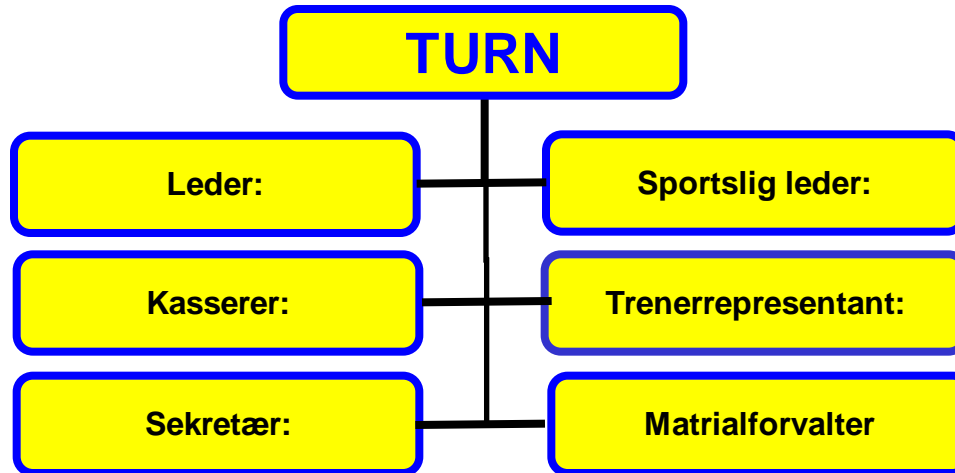 TURN
Leder:
Sportslig leder:
Kasserer:
Trenerrepresentant:
Sekretær:
Matrialforvalter